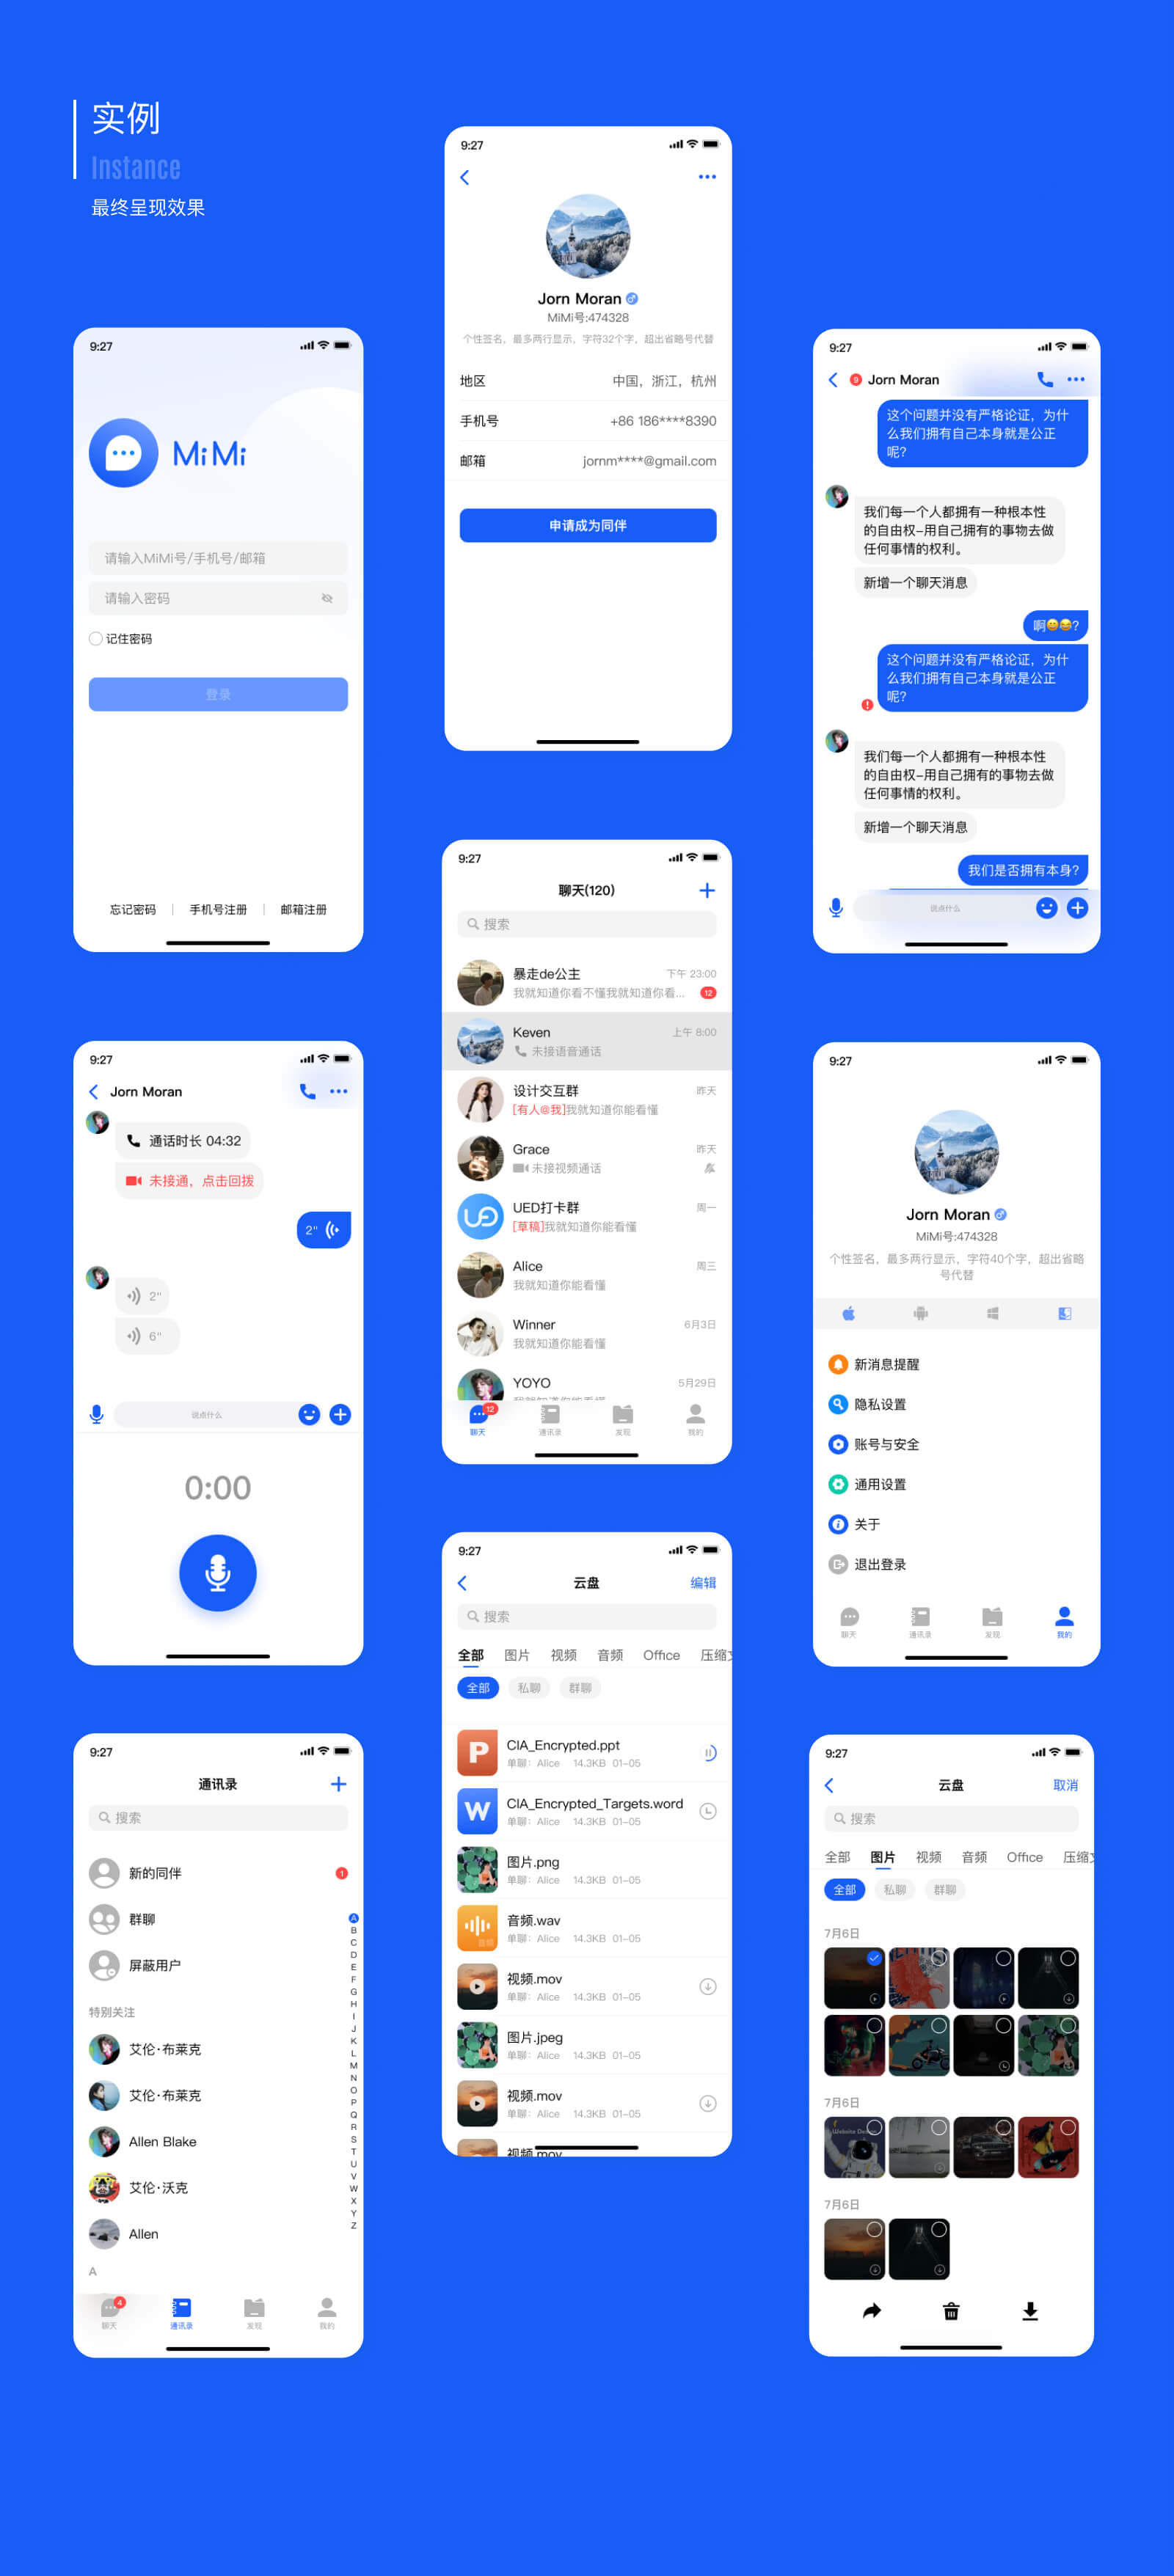 实例
Instance
最终呈现效果
9:27
Jorn Moran
MiMi号:474328
个性签名，最多两行显示，字符32个字，超出省略号代替
地区 中国，浙江，杭州
手机号 +86 186****8390
邮箱 jornm****@gmail.com
申请成为同伴
9:27
MiMi
请输入MiMi号/手机号/邮箱
请输入密码
记住密码
登录
忘记密码 | 手机号注册 | 邮箱注册
9:27
9 Jorn Moran
这个问题并没有严格论证，为什
么我们拥有自己本身就是公正
呢？
我们每一个人都拥有一种根本性
的自由权-用自己拥有的事物去做
任何事情的权利。
新增一个聊天消息
啊😄😂?
这个问题并没有严格论证，为什
么我们拥有自己本身就是公正
呢？
我们每一个人都拥有一种根本性
的自由权-用自己拥有的事物去做
任何事情的权利。
新增一个聊天消息
我们是否拥有本身?
说点什么
9:27
聊天(120)
搜索
暴走de公主 下午 23:00
我就知道你看不懂我就知道你看... 12
Keven 上午 8:00
未接语音通话
设计交互群 昨天
[有人@我]我就知道你能看懂
Grace 昨天
未接视频通话
UED打卡群 周一
[草稿]我就知道你能看懂
Alice 周三
我就知道你能看懂
Winner 6月3日
我就知道你能看懂
YOYO 5月29日
12
聊天 通讯录 发现 我的
9:27
Jorn Moran
通话时长 04:32
未接通，点击回拨
2"
2"
6"
说点什么
0:00
9:27
Jorn Moran
MiMi号:474328
个性签名，最多两行显示，字符40个字，超出省略
号代替
新消息提醒
隐私设置
账号与安全
通用设置
关于
退出登录
聊天 通讯录 发现 我的
9:27
云盘 编辑
搜索
全部 图片 视频 音频 Office 压缩
全部 私聊 群聊
CIA_Encrypted.ppt
单聊：Alice 14.3KB 01-05
CIA_Encrypted_Targets.word
单聊：Alice 14.3KB 01-05
图片.png
单聊：Alice 14.3KB 01-05
音频.wav
单聊：Alice 14.3KB 01-05
视频.mov
单聊：Alice 14.3KB 01-05
图片.jpeg
单聊：Alice 14.3KB 01-05
视频.mov
单聊：Alice 14.3KB 01-05
视频.mov
9:27
通讯录
搜索
新的同伴 1
群聊
屏蔽用户
特别关注
艾伦·布莱克
艾伦·布莱克
Allen Blake
艾伦·沃克
Allen
A
A
B
C
D
E
F
G
H
I
J
K
L
M
N
O
P
Q
R
S
T
U
V
W
X
Y
Z
4
聊天 通讯录 发现 我的
9:27
云盘 取消
搜索
全部 图片 视频 音频 Office 压缩
全部 私聊 群聊
7月6日
7月6日
7月6日